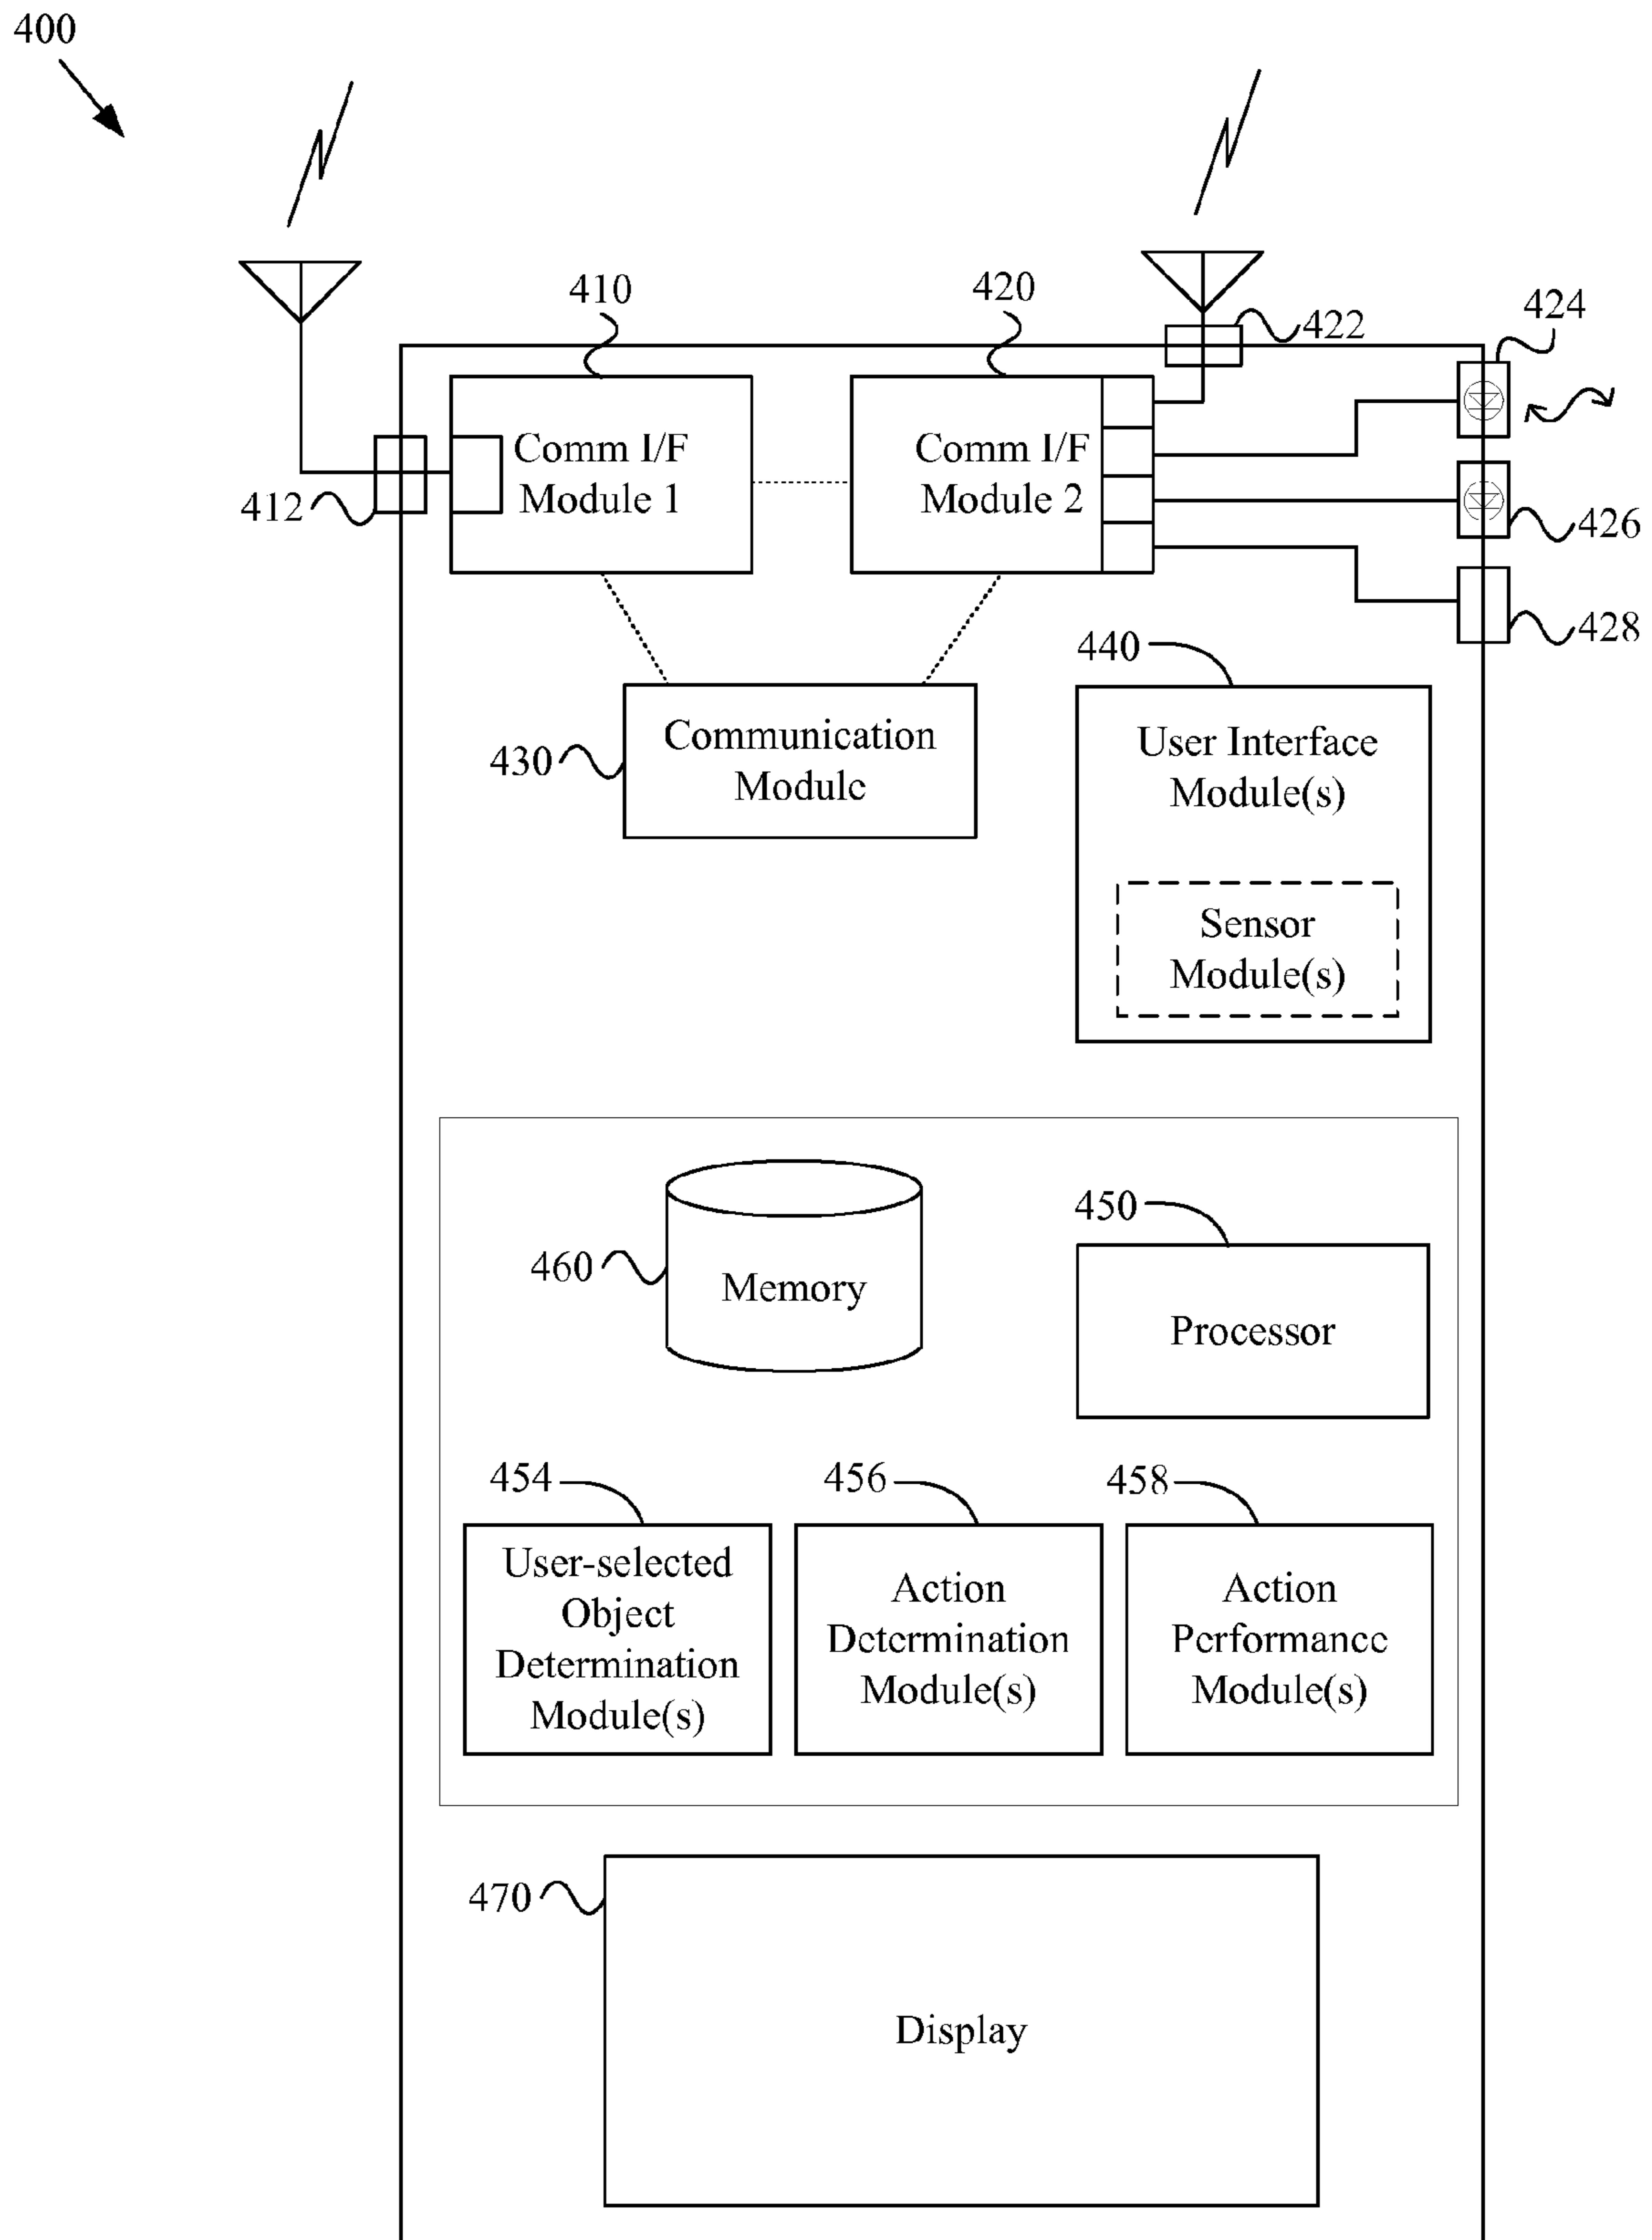 400
410
420
424
422
Comm I/F
Module 1
Comm I/F
Module 2
412
426
428
440
430
Communication
Module
User Interface
Module(s)
Sensor
Module(s)
450
460
Memory
Processor
454
456
458
User-selected
Object
Determination
Module(s)
Action
Determination
Module(s)
Action
Performance
Module(s)
470
Display